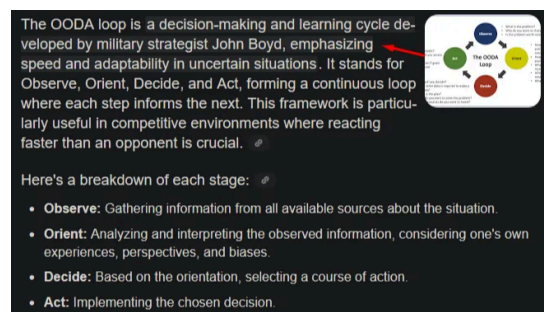 The OODA loop is a decision-making and learning cycle de-
veloped by military strategist John Boyd, emphasizing
speed and adaptability in uncertain situations. It stands for
Observe, Orient, Decide, and Act, forming a continuous loop
where each step informs the next. This framework is particu-
larly useful in competitive environments where reacting
faster than an opponent is crucial.
Observe
Act
The OODA
Loop
Decide
Here's a breakdown of each stage:
• Observe: Gathering information from all available sources about the situation.
• Orient: Analyzing and interpreting the observed information, considering one's own
experiences, perspectives, and biases.
• Decide: Based on the orientation, selecting a course of action.
• Act: Implementing the chosen decision.